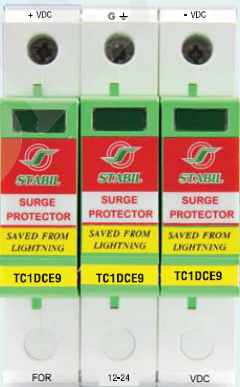 + VDC
G
- VDC
STABIL
STABIL
STABIL
SURGE
PROTECTOR
SURGE
PROTECTOR
SURGE
PROTECTOR
SAVED FROM
LIGHTNING
SAVED FROM
LIGHTNING
SAVED FROM
LIGHTNING
TC1DCE9
TC1DCE9
TC1DCE9
FOR
12-24
VDC